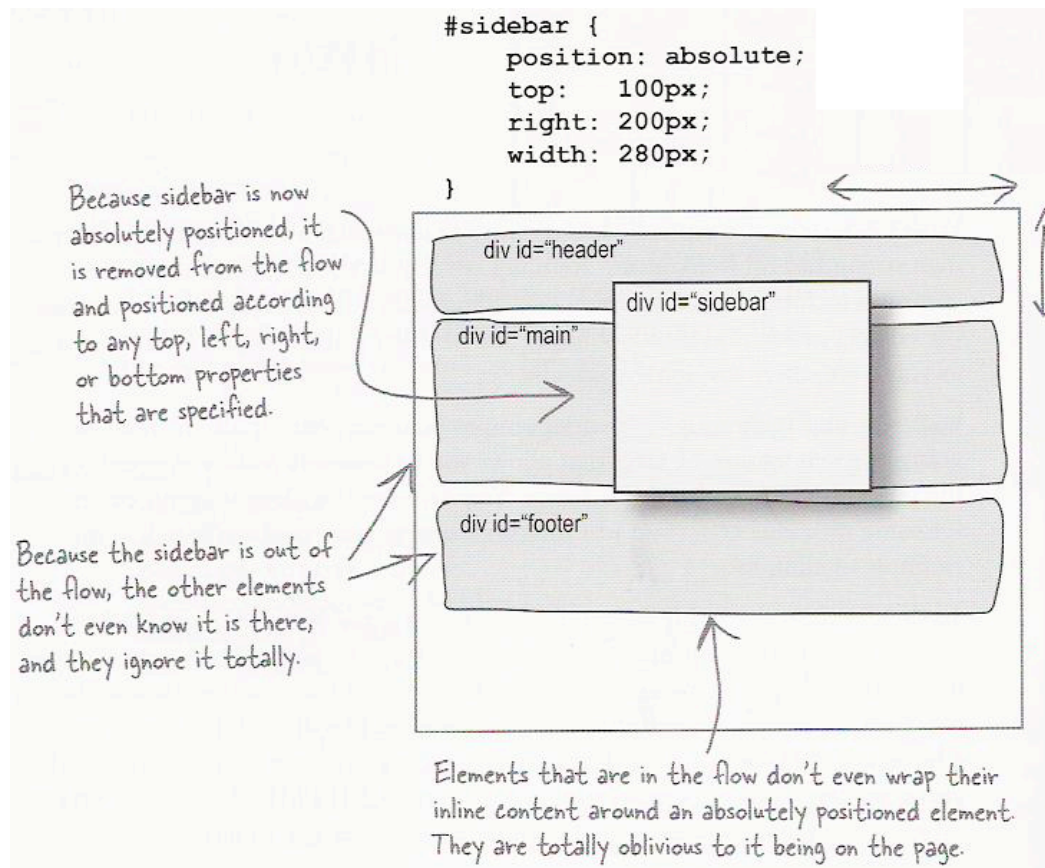 #sidebar {
position: absolute;
top: 100px;
right: 200px;
width: 280px;
}
Because sidebar is now
absolutely positioned, it
is removed from the flow
and positioned according
to any top, left, right,
or bottom properties
that are specified.
div id="header"
div id="sidebar"
div id="main"
div id="footer"
Because the sidebar is out of
the flow, the other elements
don't even know it is there,
and they ignore it totally.
Elements that are in the flow don't even wrap their
inline content around an absolutely positioned element.
They are totally oblivious to it being on the page.